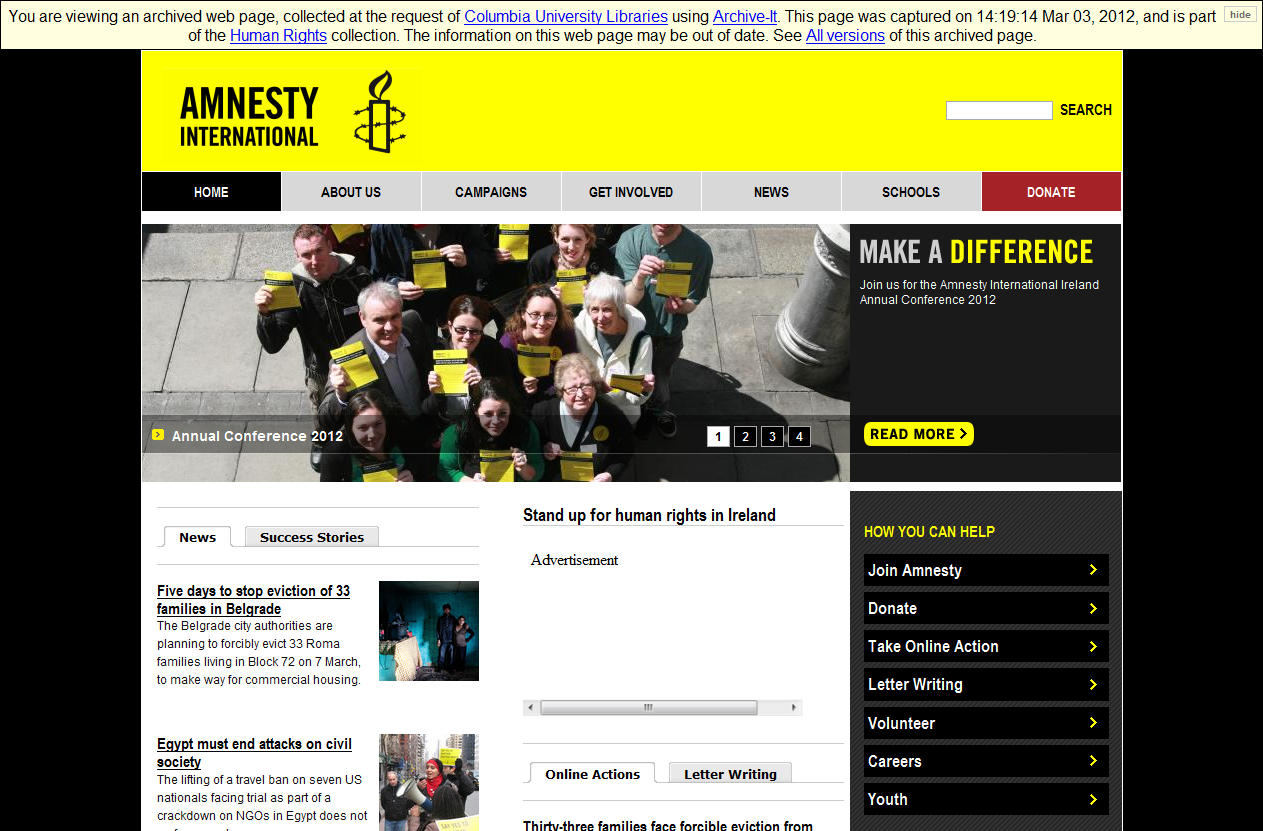 You are viewing an archived web page, collected at the request of Columbia University Libraries using Archive-It. This page was captured on 14:19:14 Mar 03, 2012, and is part
of the Human Rights collection. The information on this web page may be out of date. See All versions of this archived page.
hide
AMNESTY
INTERNATIONAL
SEARCH
HOME
ABOUT US
CAMPAIGNS
GET INVOLVED
NEWS
SCHOOLS
DONATE
MAKE A DIFFERENCE
Join us for the Amnesty International Ireland
Annual Conference 2012
Annual Conference 2012
1 2 3 4
READ MORE
News
Success Stories
Five days to stop eviction of 33
families in Belgrade
The Belgrade city authorities are
planning to forcibly evict 33 Roma
families living in Block 72 on 7 March,
to make way for commercial housing.
Egypt must end attacks on civil
society
The lifting of a travel ban on seven US
nationals facing trial as part of a
crackdown on NGOs in Egypt does not
Stand up for human rights in Ireland
Advertisement
Online Actions
Letter Writing
Thirty-three families face forcible eviction from
HOW YOU CAN HELP
Join Amnesty
Donate
Take Online Action
Letter Writing
Volunteer
Careers
Youth